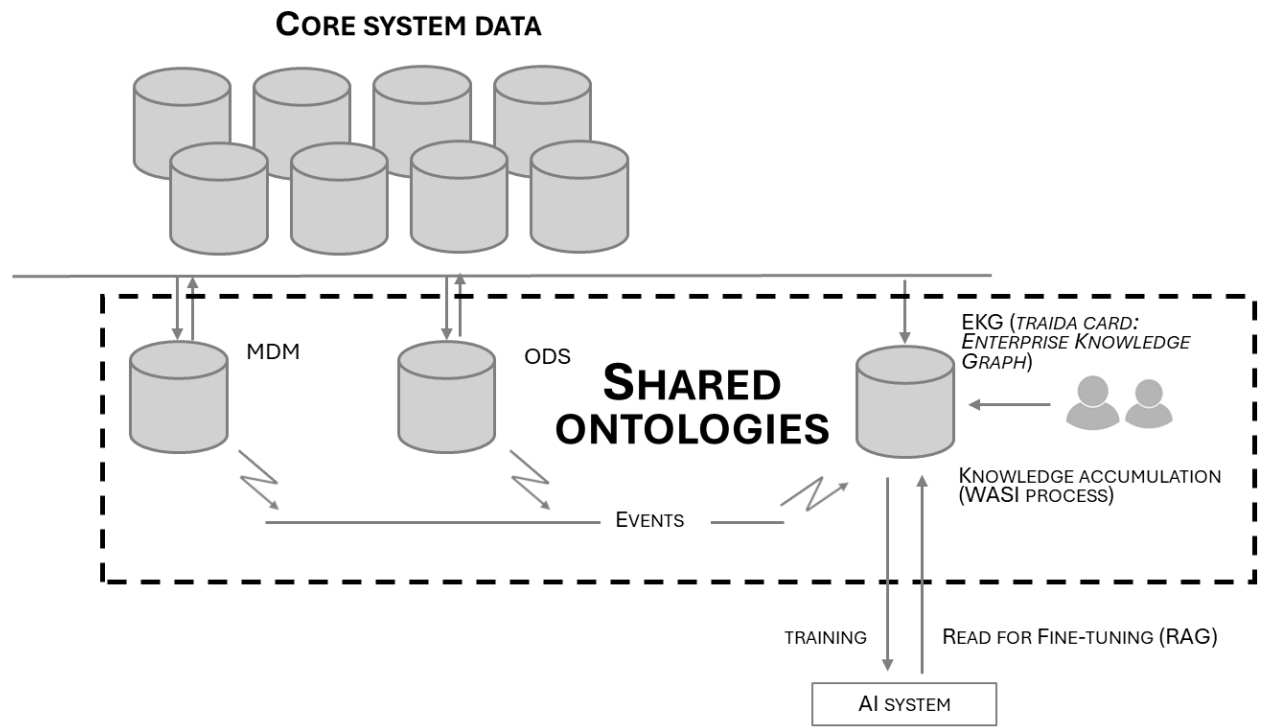 CORE SYSTEM DATA
MDM
ODS
SHARED
ONTOLOGIES
EKG (TRAIDA CARD:
ENTERPRISE KNOWLEDGE
GRAPH)
KNOWLEDGE ACCUMULATION
(WASI PROCESS)
EVENTS
TRAINING
READ FOR FINE-TUNING (RAG)
AI SYSTEM